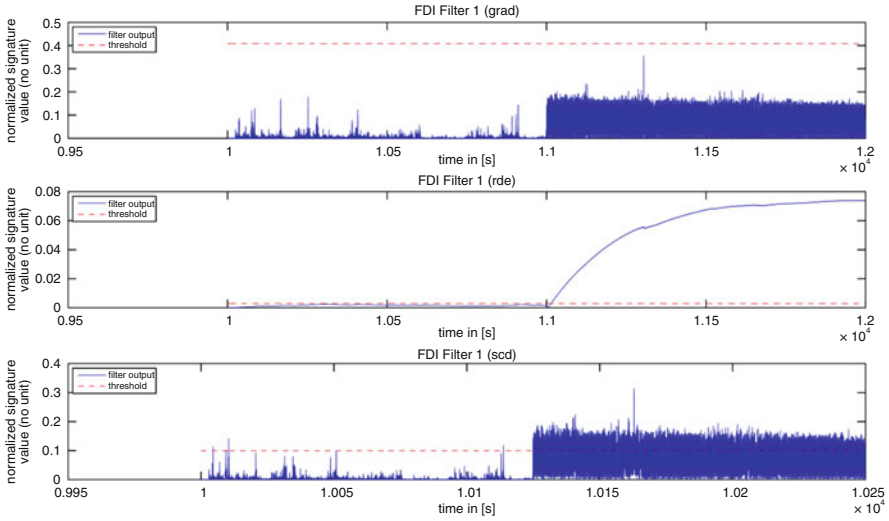 FDI Filter 1 (grad)
normalized signature
value (no unit)
0.5
0.4
0.3
0.2
0.1
0
filter output
threshold
0.95
1
1.05
1.1
1.15
1.2
time in [s]
× 10⁴
FDI Filter 1 (rde)
normalized signature
value (no unit)
0.08
0.06
0.04
0.02
0
filter output
threshold
0.95
1
1.05
1.1
1.15
1.2
time in [s]
× 10⁴
FDI Filter 1 (scd)
normalized signature
value (no unit)
0.4
0.3
0.2
0.1
0
filter output
threshold
0.995
1
1.005
1.01
1.015
1.02
1.025
time in [s]
× 10⁴